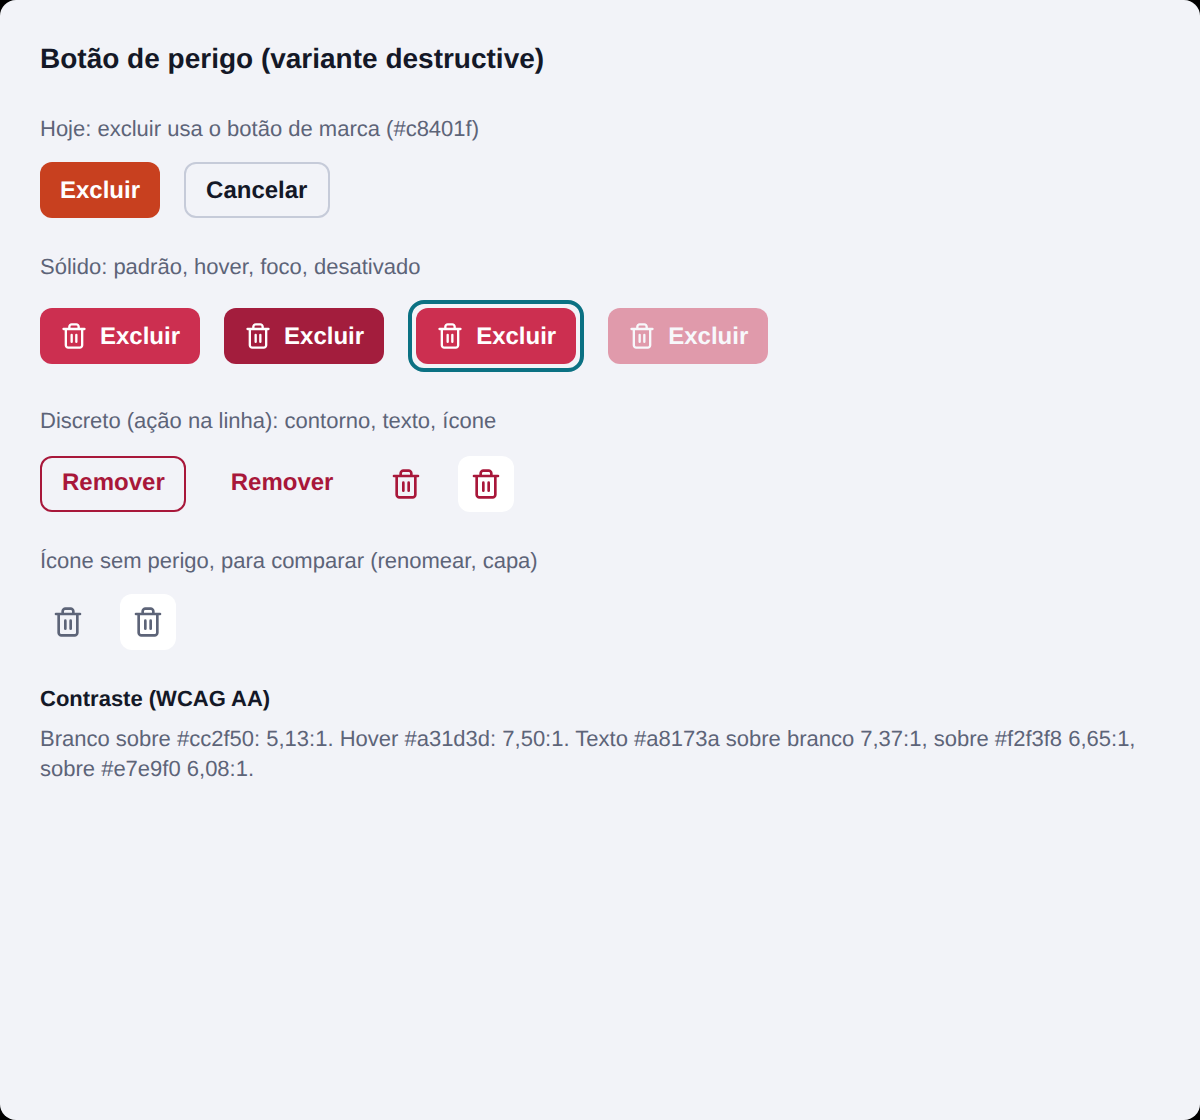 Botão de perigo (variante destructive)
Hoje: excluir usa o botão de marca (#c8401f)
Excluir Cancelar
Sólido: padrão, hover, foco, desativado
Excluir Excluir Excluir Excluir
Discreto (ação na linha): contorno, texto, ícone
Remover Remover
Ícone sem perigo, para comparar (renomear, capa)
Contraste (WCAG AA)
Branco sobre #cc2f50: 5,13:1. Hover #a31d3d: 7,50:1. Texto #a8173a sobre branco 7,37:1, sobre #f2f3f8 6,65:1,
sobre #e7e9f0 6,08:1.